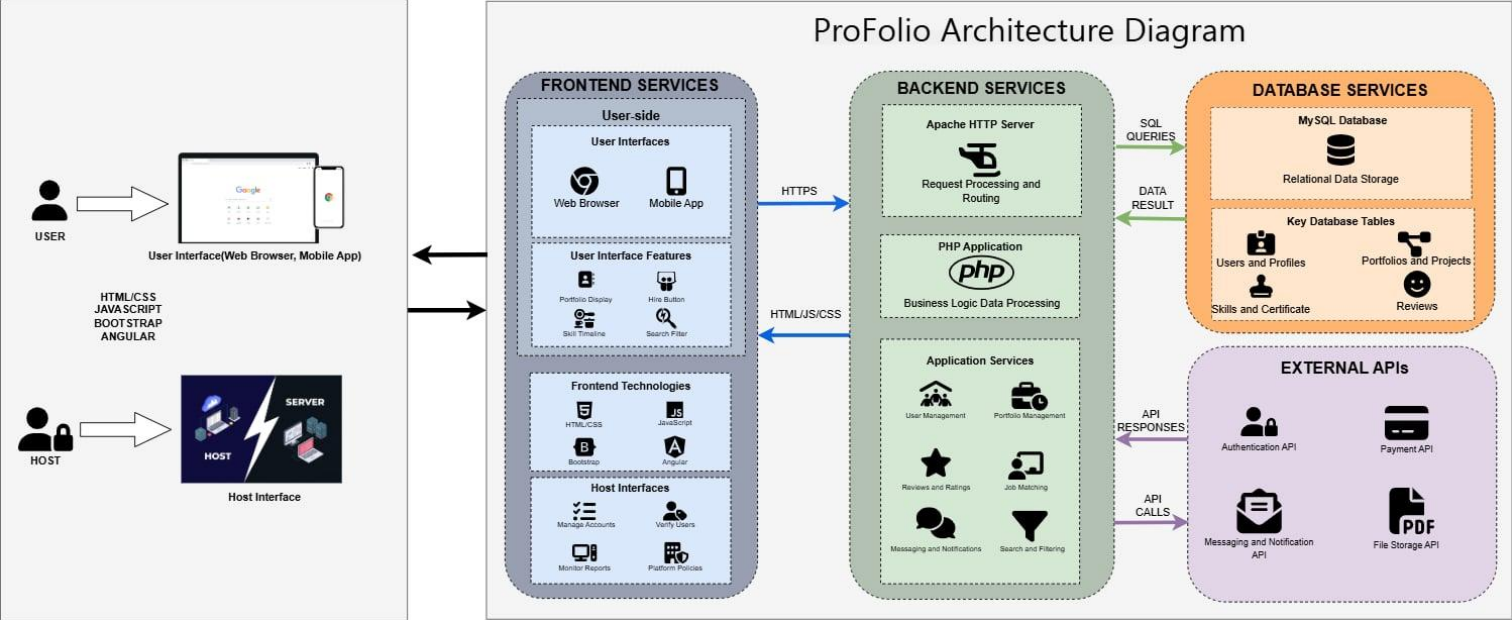 ProFolio Architecture Diagram
USER
Google
User Interface(Web Browser, Mobile App)
HTML/CSS
JAVASCRIPT
BOOTSTRAP
ANGULAR
HOST
HOST
SERVER
Host Interface
FRONTEND SERVICES
User-side
User Interfaces
Web Browser
Mobile App
User Interface Features
Portfolio Display
Hire Button
Skill Timeline
Search Filter
Frontend Technologies
5
JS
HTML/CSS
JavaScript
B
A
Bootstrap
Angular
Host Interfaces
Manage Accounts
Verify Users
Monitor Reports
Platform Policies
HTTPS
HTML/JS/CSS
BACKEND SERVICES
Apache HTTP Server
Request Processing and
Routing
PHP Application
php
Business Logic Data Processing
Application Services
User Management
Portfolio Management
Reviews and Ratings
Job Matching
Messaging and Notifications
Search and Filtering
SQL
QUERIES
DATA
RESULT
API
RESPONSES
API
CALLS
DATABASE SERVICES
MySQL Database
Relational Data Storage
Key Database Tables
Users and Profiles
Portfolios and Projects
Skills and Certificate
Reviews
EXTERNAL APIs
Authentication API
Payment API
Messaging and Notification
API
PDF
File Storage API